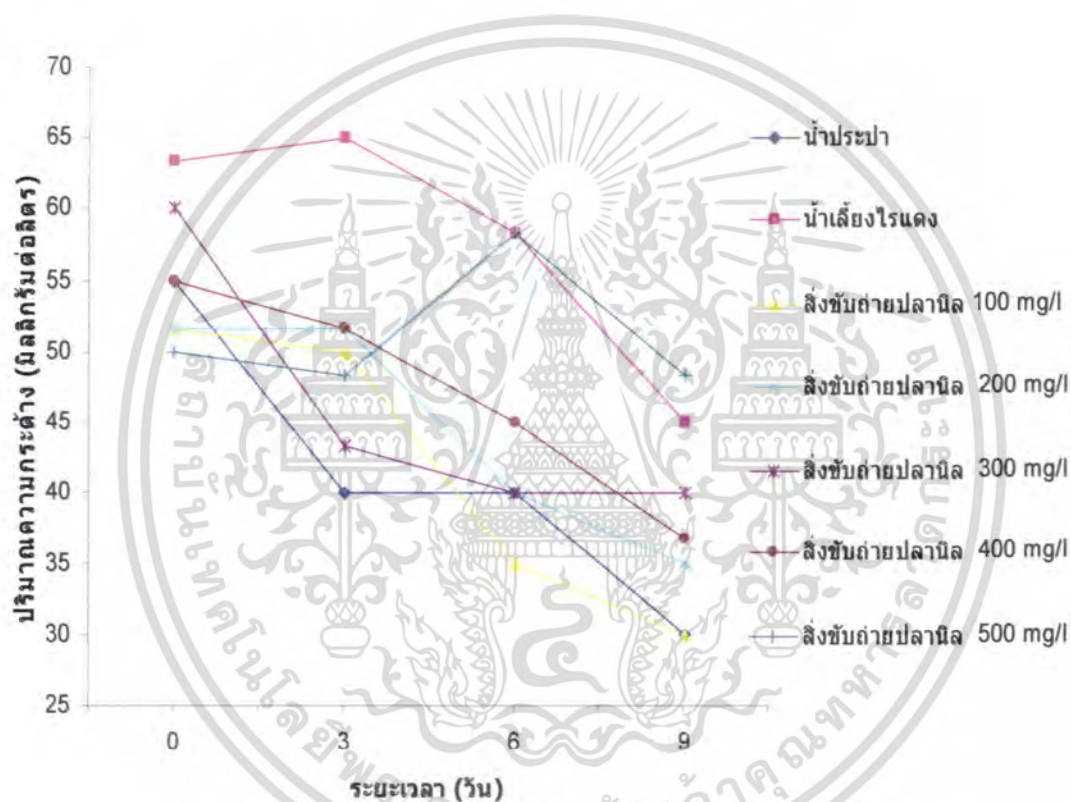 ปริมาณความกระด้าง (มิลลิกรัมต่อลิตร)
70
65
60
55
50
45
40
35
30
25
0 3 6 9
ระยะเวลา (วัน)
น้ำประปา
น้ำเลี้ยงไรแดง
สิ่งขับถ่ายปลานิล 100 mg/l
สิ่งขับถ่ายปลานิล 200 mg/l
สิ่งขับถ่ายปลานิล 300 mg/l
สิ่งขับถ่ายปลานิล 400 mg/l
สิ่งขับถ่ายปลานิล 500 mg/l